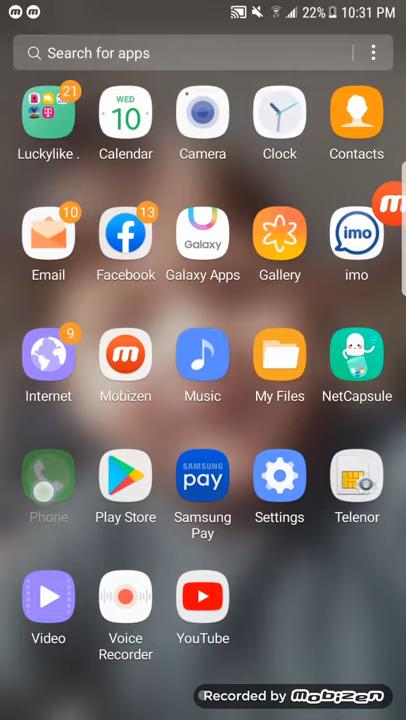 22% 10:31 PM
Search for apps
21
WED
10
Luckylike .
Calendar
Camera
Clock
Contacts
10
13
Galaxy
imo
Email
Facebook
Galaxy Apps
Gallery
imo
9
Internet
Mobizen
Music
My Files
NetCapsule
SAMSUNG
pay
Phone
Play Store
Samsung
Pay
Settings
Telenor
Video
Voice
Recorder
YouTube
Recorded by mobizen